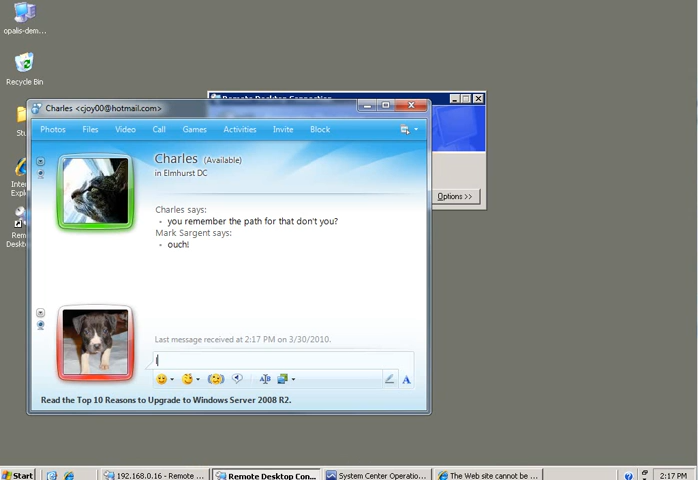 opalis-dem...
Recycle Bin
Remote Desktop Connection
Charles <cjoy00@hotmail.com>
Photos Files Video Call Games Activities Invite Block
Charles (Available)
in Elmhurst DC
Options >>
Charles says:
you remember the path for that don't you?
Mark Sargent says:
ouch!
Last message received at 2:17 PM on 3/30/2010.
Read the Top 10 Reasons to Upgrade to Windows Server 2008 R2.
Start
192.168.0.16 - Remote ...
Remote Desktop Con...
System Center Operatio...
The Web site cannot be ...
2:17 PM